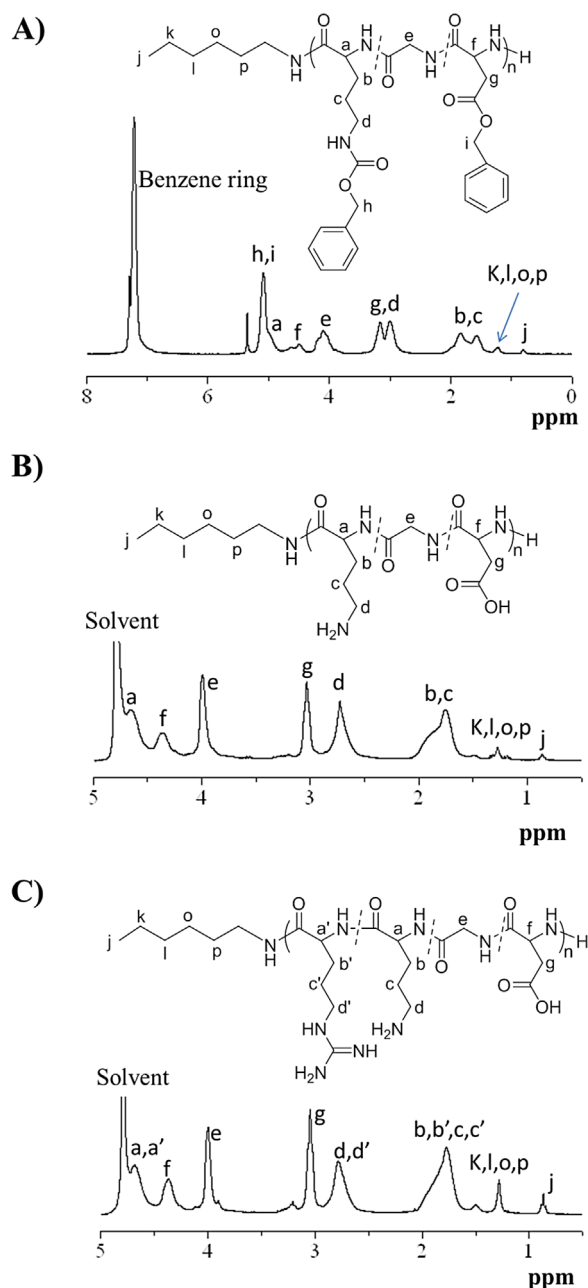 A)
k o O a H N e O f H N
j l p N H ( b O N H g )n H
c O
d O
HN O i
O
h
Benzene ring
h,i
a
f
e
g,d
b,c
K,l,o,p
j
8 6 4 2 0
ppm
B)
k o O a H N e O f H N
j l p N H ( b O N H g )n H
c O OH
d
H2N
Solvent
a
f
e
g
d
b,c
K,l,o,p
j
5 4 3 2 1
ppm
C)
k o O a' H N O a H N e O f H N
j l p N H ( b' b O N H g )n H
c' c O
d' d OH
HN H2N
H2N NH
Solvent
a,a’
f
e
g
d,d’
b,b’,c,c’
K,l,o,p
j
5 4 3 2 1
ppm